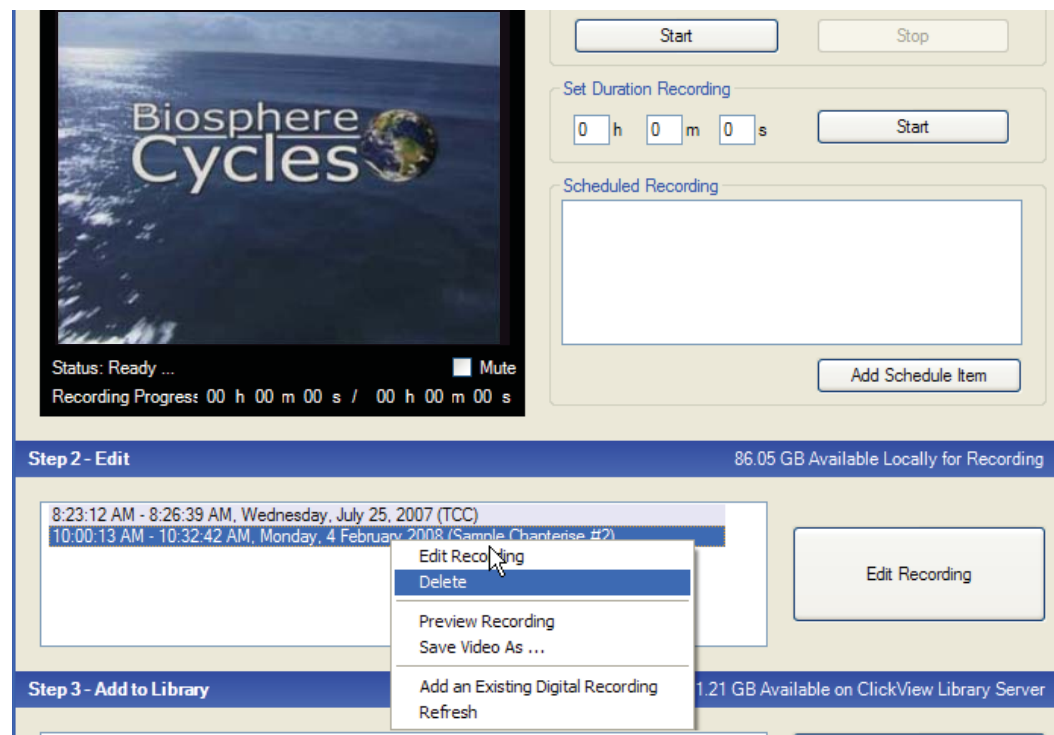 Start
Stop
Biosphere
Cycles
Set Duration Recording
0 h 0 m 0 s
Start
Scheduled Recording
Status: Ready ...
Mute
Recording Progres 00 h 00 m 00 s / 00 h 00 m 00 s
Add Schedule Item
Step 2 - Edit
86.05 GB Available Locally for Recording
8:23:12 AM - 8:26:39 AM, Wednesday, July 25, 2007 (TCC)
10:00:13 AM - 10:32:42 AM, Monday, 4 February 2008 (Sample Chapterise #2)
Edit Recording
Delete
Preview Recording
Save Video As ...
Add an Existing Digital Recording
Refresh
Edit Recording
Step 3 - Add to Library
1.21 GB Available on ClickView Library Server